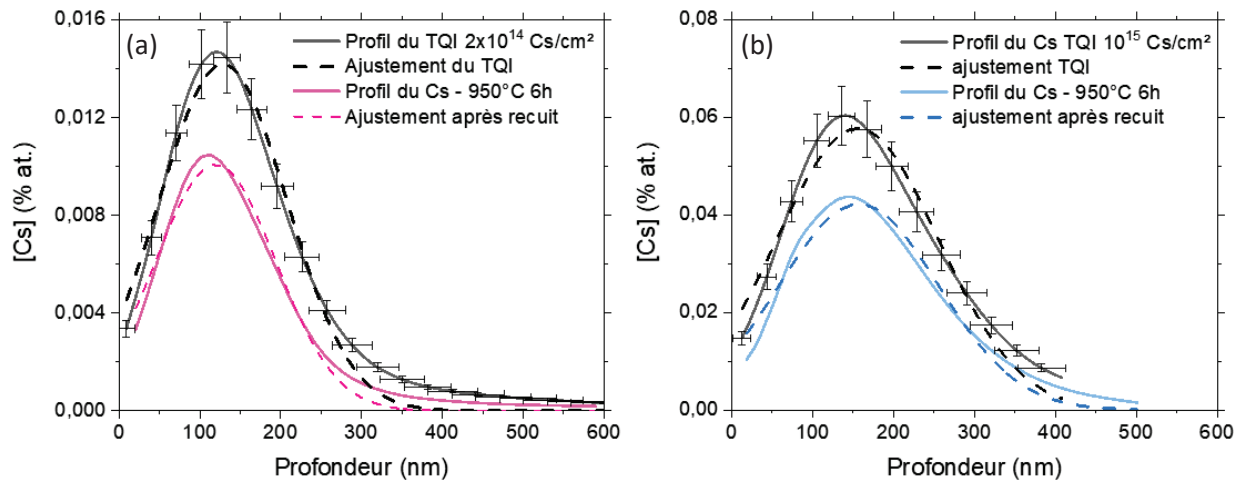 (a)
Profil du TQI 2x10¹⁴ Cs/cm²
Ajustement du TQI
Profil du Cs - 950°C 6h
Ajustement après recuit
0,016
0,012
0,008
0,004
0,000
[Cs] (% at.)
0 100 200 300 400 500 600
Profondeur (nm)
(b)
Profil du Cs TQI 10¹⁵ Cs/cm²
ajustement TQI
Profil du Cs - 950°C 6h
ajustement après recuit
0,08
0,06
0,04
0,02
0,00
[Cs] (% at.)
0 100 200 300 400 500 600
Profondeur (nm)